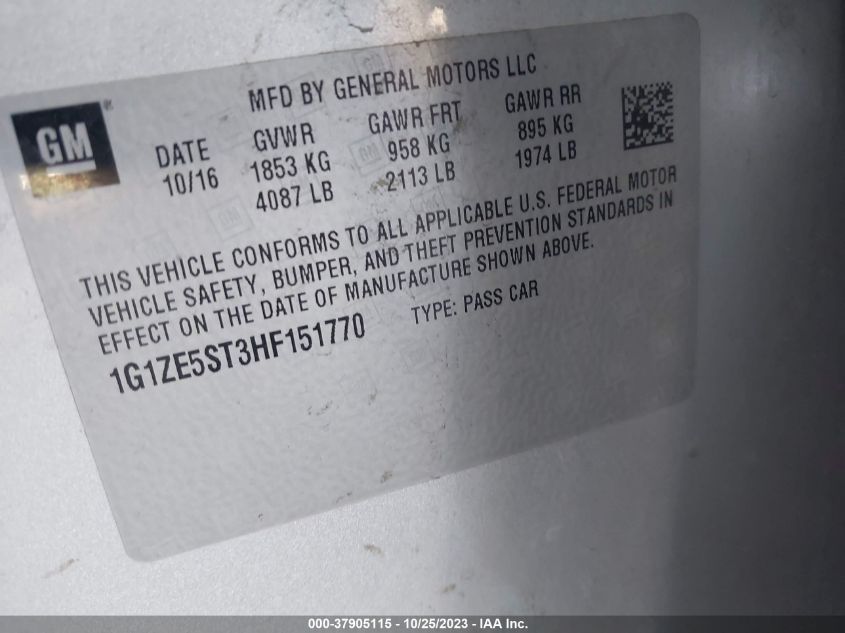 MFD BY GENERAL MOTORS LLC
GM
DATE GVWR GAWR FRT GAWR RR
10/16 1853 KG 958 KG 895 KG
4087 LB 2113 LB 1974 LB
THIS VEHICLE CONFORMS TO ALL APPLICABLE U.S. FEDERAL MOTOR
VEHICLE SAFETY, BUMPER, AND THEFT PREVENTION STANDARDS IN
EFFECT ON THE DATE OF MANUFACTURE SHOWN ABOVE.
1G1ZE5ST3HF151770 TYPE: PASS CAR
000-37905115 - 10/25/2023 - IAA Inc.